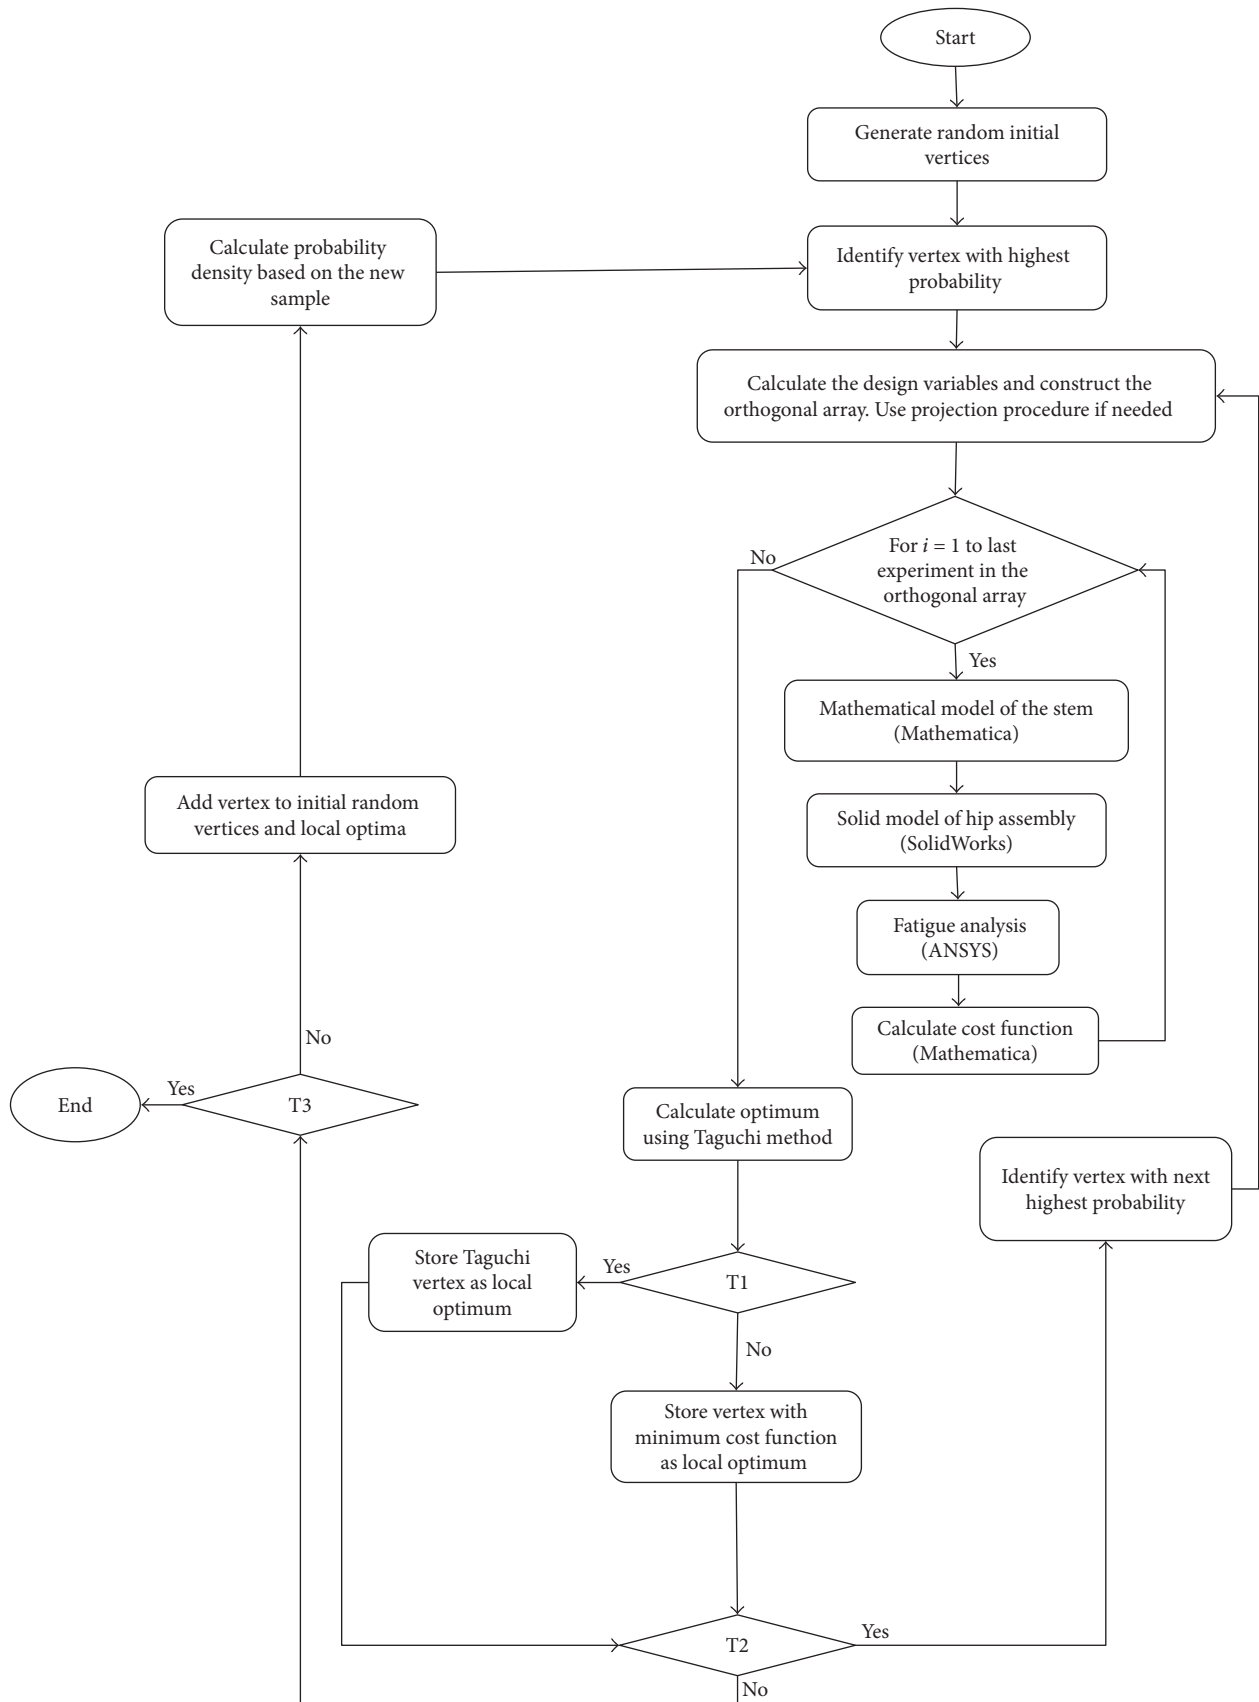 Start
Generate random initial
vertices
Calculate probability
density based on the new
sample
Identify vertex with highest
probability
Calculate the design variables and construct the
orthogonal array. Use projection procedure if needed
For i = 1 to last
experiment in the
orthogonal array
No
Yes
Mathematical model of the stem
(Mathematica)
Solid model of hip assembly
(SolidWorks)
Fatigue analysis
(ANSYS)
Calculate cost function
(Mathematica)
Add vertex to initial random
vertices and local optima
No
Yes
End
T3
Calculate optimum
using Taguchi method
Identify vertex with next
highest probability
Store Taguchi
vertex as local
optimum
Yes
T1
No
Store vertex with
minimum cost function
as local optimum
T2
Yes
No